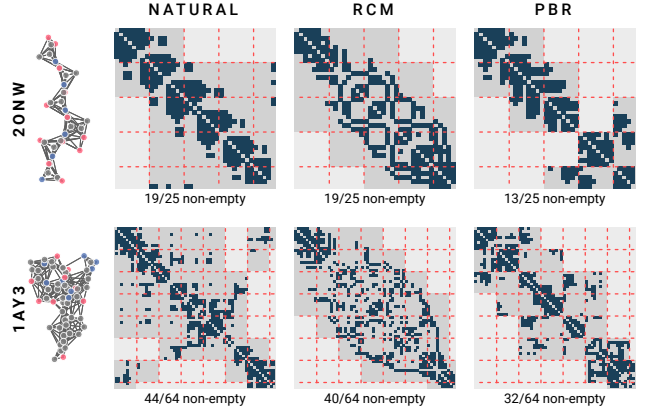 NATURAL RCM PBR
2ONW
19/25 non-empty 19/25 non-empty 13/25 non-empty
1AY3
44/64 non-empty 40/64 non-empty 32/64 non-empty